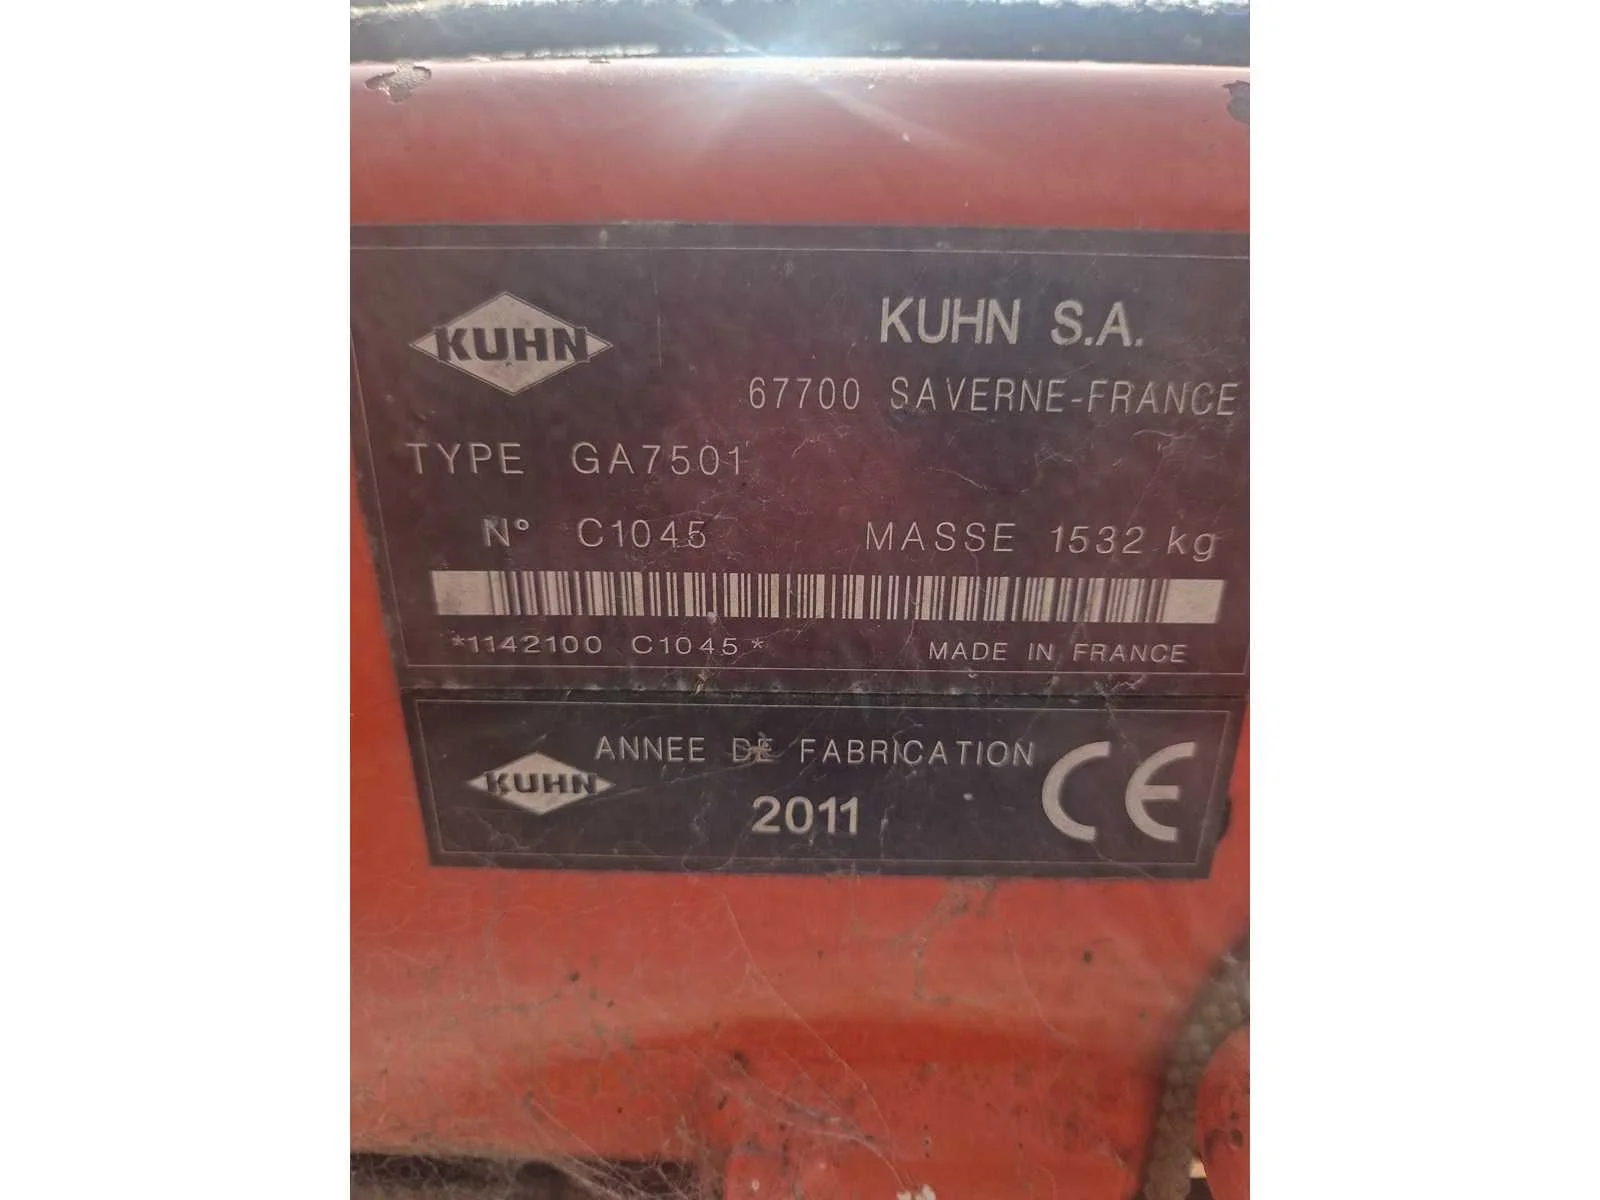 KUHN
KUHN S.A.
67700 SAVERNE-FRANCE
TYPE GA7501
N° C1045 MASSE 1532 kg
*1142100 C1045*
MADE IN FRANCE
KUHN
ANNEE DE FABRICATION
2011
CE